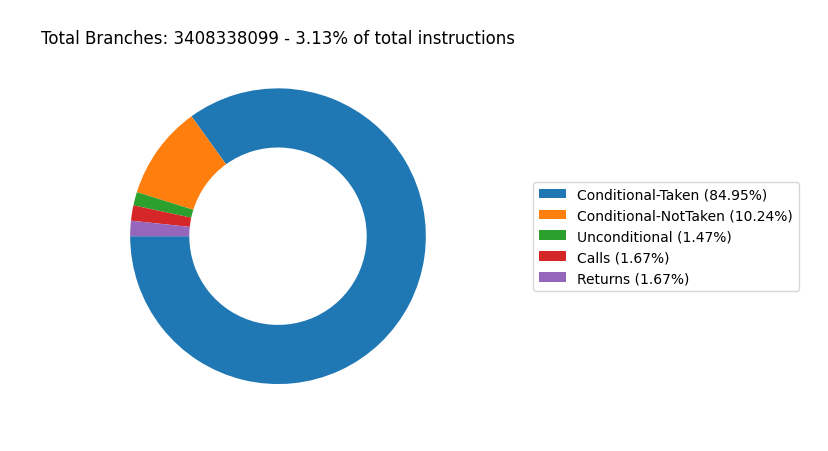 Total Branches: 3408338099 - 3.13% of total instructions
Conditional-Taken (84.95%)
Conditional-NotTaken (10.24%)
Unconditional (1.47%)
Calls (1.67%)
Returns (1.67%)